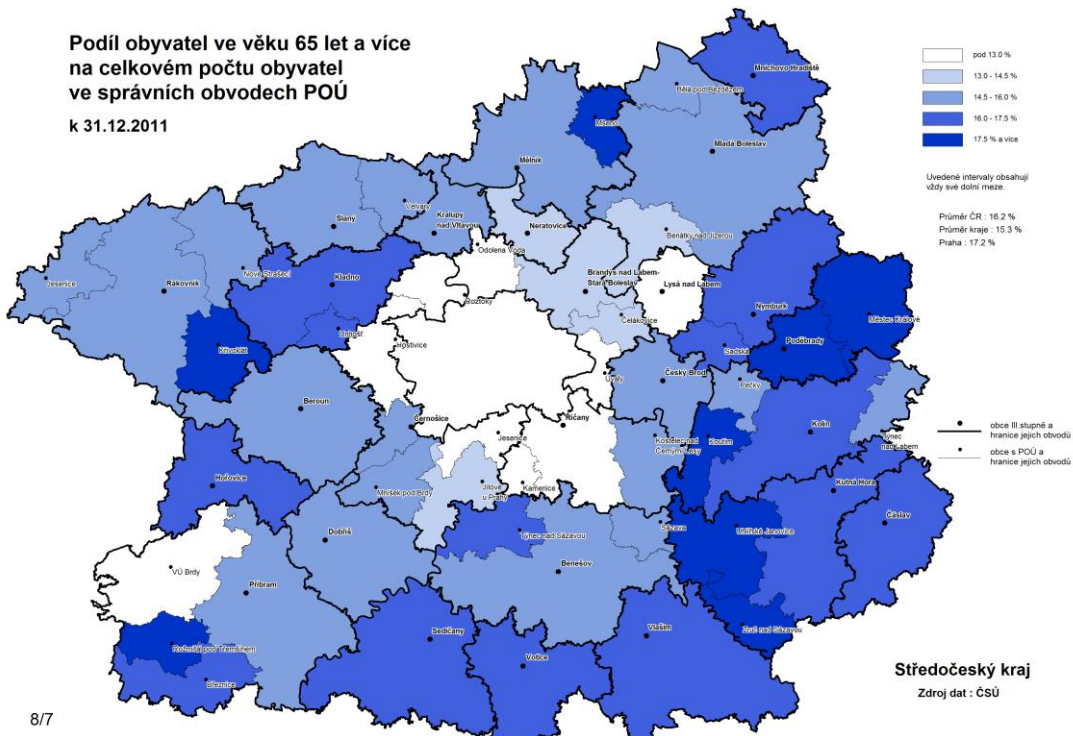 Podíl obyvatel ve věku 65 let a více
na celkovém počtu obyvatel
ve správních obvodech POÚ
k 31.12.2011
pod 13.0 %
13.0 - 14.5 %
14.5 - 16.0 %
16.0 - 17.5 %
17.5 % a více
Uvedené intervaly obsahují
vždy své dolní meze.
Průměr ČR : 16.2 %
Průměr kraje : 15.3 %
Praha : 17.2 %
Mnichovo Hradiště
Bělá pod Bezdězem
Mšeno
Mladá Boleslav
Mělník
Velvary
Slaný
Kralupy
nad Vltavou
Neratovice
Benátky nad Jizerou
Odolena Voda
Jesenice
Nové Strašecí
Rakovník
Kladno
Roztoky
Brandýs nad Labem-
Stará Boleslav
Lysá nad Labem
Čelákovice
Nymburk
Městec Králové
Unhošť
Hostivice
Křivoklát
Sadská
Poděbrady
Úvaly
Český Brod
Pečky
Beroun
Černošice
Říčany
Jesenice
Kostelec nad
Černými Lesy
Kouřim
Kolín
Týnec
nad Labem
obce III.stupně a
hranice jejich obvodů
obce s POÚ a
hranice jejich obvodů
Hořovice
Mníšek pod Brdy
Jílové
u Prahy
Kamenice
Kutná Hora
Čáslav
Dobříš
Týnec nad Sázavou
Sázava
Uhlířské Janovice
VÚ Brdy
Příbram
Benešov
Zruč nad Sázavou
Rožmitál pod Třemšínem
Březnice
Sedlčany
Votice
Vlašim
Středočeský kraj
Zdroj dat : ČSÚ
8/7